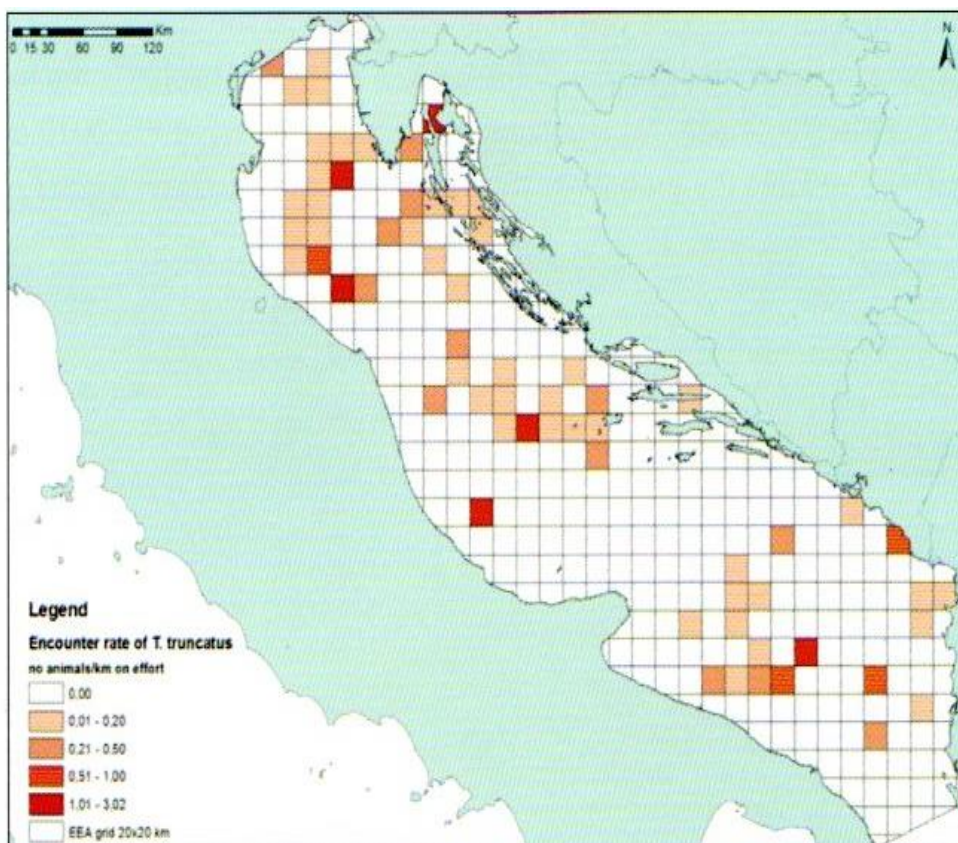 Km
0 15 30 60 90 120
N
Legend
Encounter rate of T. truncatus
no animals/km on effort
0.00
0.01 - 0.20
0.21 - 0.50
0.51 - 1.00
1.01 - 3.02
EEA grid 20x20 km